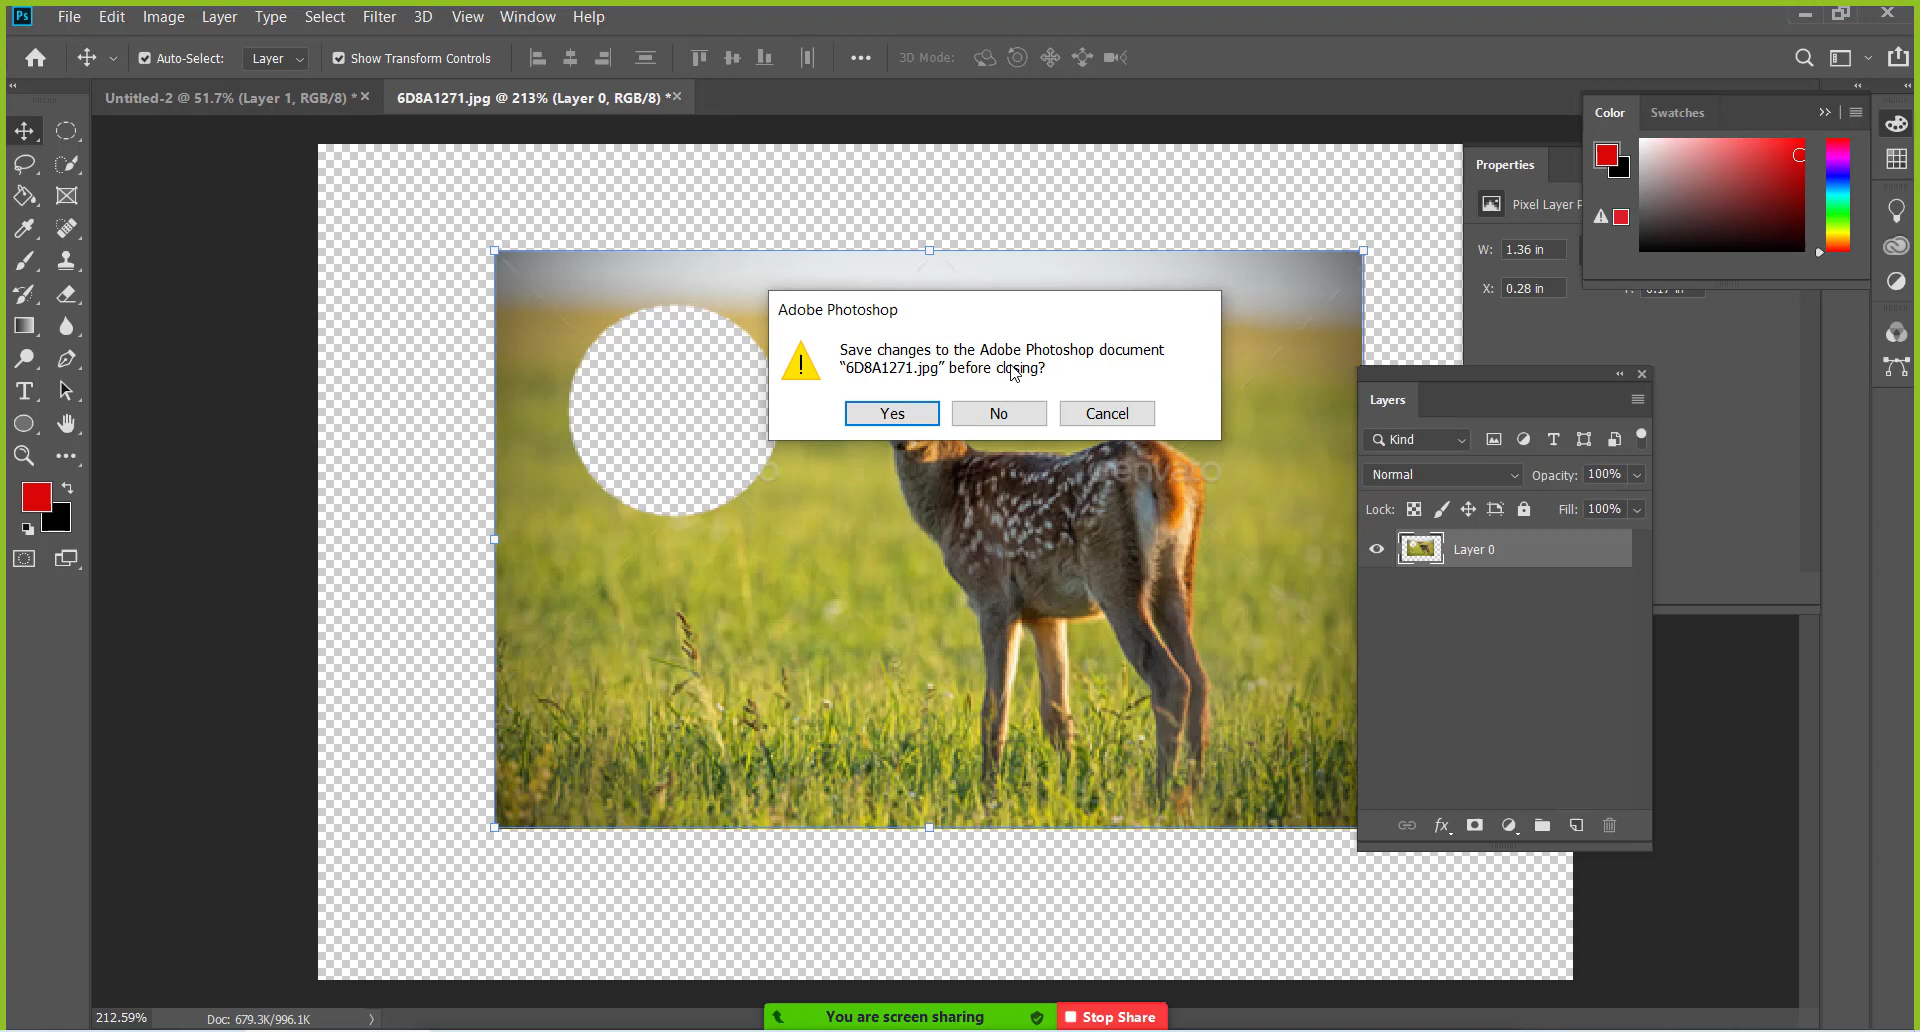 Ps File Edit Image Layer Type Select Filter 3D View Window Help
Auto-Select: Layer Show Transform Controls 3D Mode:
Untitled-2 @ 51.7% (Layer 1, RGB/8) * 6D8A1271.jpg @ 213% (Layer 0, RGB/8) *
Color Swatches
Properties
Pixel Layer P
W: 1.36 in
X: 0.28 in
Adobe Photoshop
Save changes to the Adobe Photoshop document
“6D8A1271.jpg” before closing?
Yes No Cancel
Layers
Kind
Normal Opacity: 100%
Lock: Fill: 100%
Layer 0
envato
212.59% Doc: 679.3K/996.1K
You are screen sharing Stop Share